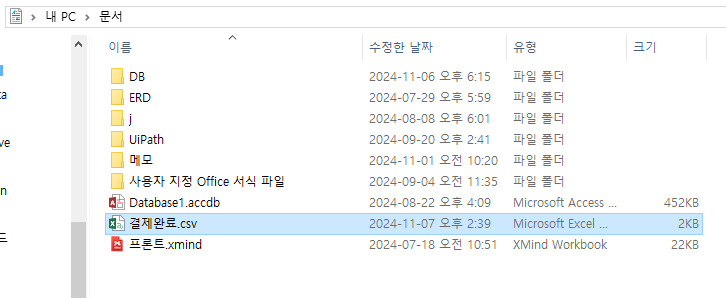 내 PC > 문서
이름 수정한 날짜 유형 크기
DB 2024-11-06 오후 6:15 파일 폴더
ERD 2024-07-29 오후 5:59 파일 폴더
j 2024-08-08 오후 6:01 파일 폴더
UiPath 2024-09-20 오후 2:41 파일 폴더
메모 2024-11-01 오전 10:20 파일 폴더
사용자 지정 Office 서식 파일 2024-09-04 오전 11:35 파일 폴더
Database1.accdb 2024-08-22 오후 4:09 Microsoft Access ... 452KB
결제완료.csv 2024-11-07 오후 2:39 Microsoft Excel ... 2KB
프론트.xmind 2024-07-18 오전 10:51 XMind Workbook 22KB
ta
ve
n
드